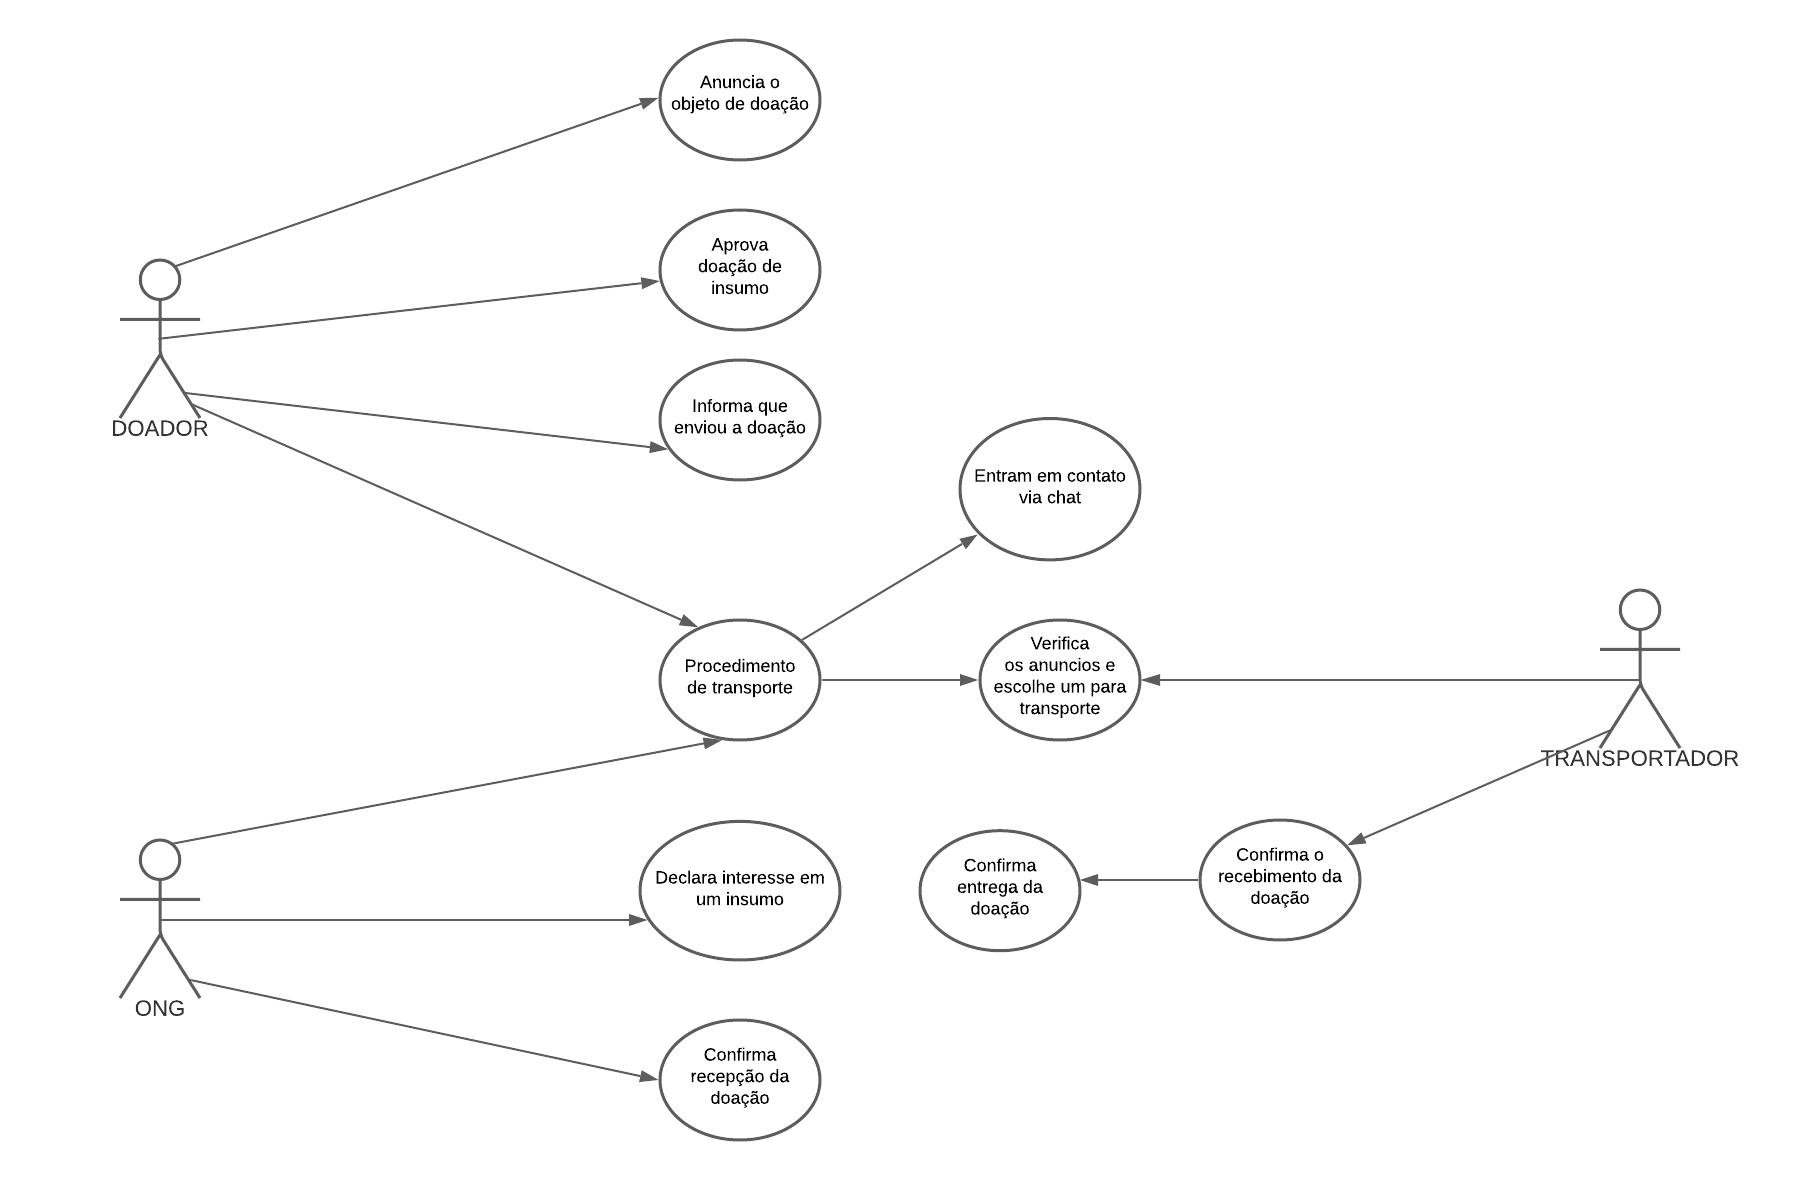 Anuncia o
objeto de doação
Aprova
doação de
insumo
DOADOR
Informa que
enviou a doação
Entram em contato
via chat
Procedimento
de transporte
Verifica
os anuncios e
escolhe um para
transporte
TRANSPORTADOR
Declara interesse em
um insumo
Confirma
entrega da
doação
Confirma o
recebimento da
doação
ONG
Confirma
recepção da
doação